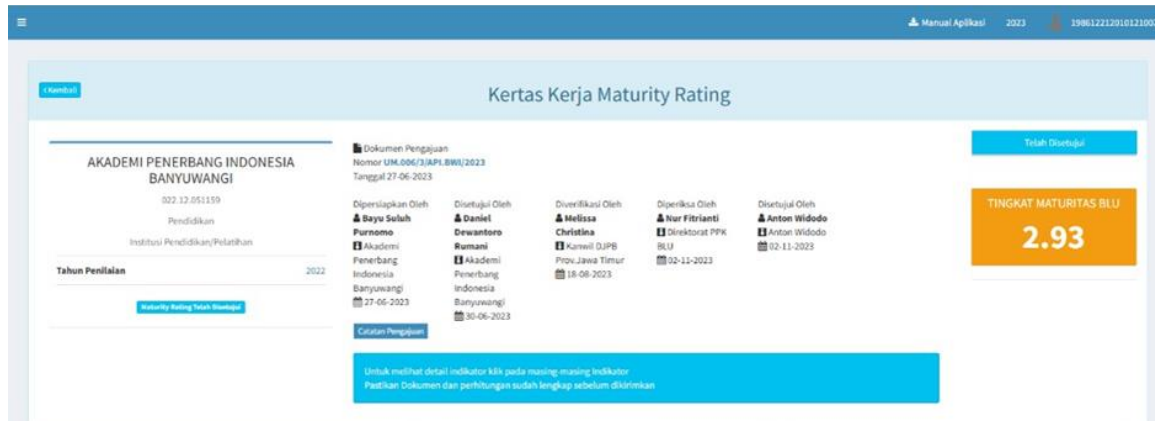 Manual Aplikasi 2023 198612212010121003
<Kembali
Kertas Kerja Maturity Rating
AKADEMI PENERBANG INDONESIA
BANYUWANGI
022.12.051159
Pendidikan
Institusi Pendidikan/Pelatihan
Tahun Penilaian 2022
Maturity Rating Telah Disetujui
Dokumen Pengajuan
Nomor UM.006/3/API.BWI/2023
Tanggal 27-06-2023
Dipersiapkan Oleh
Bayu Suluh
Purnomo
Akademi
Penerbang
Indonesia
Banyuwangi
27-06-2023
Disetujui Oleh
Daniel
Dewantoro
Rumani
Akademi
Penerbang
Indonesia
Banyuwangi
30-06-2023
Diverifikasi Oleh
Melissa
Christina
Kanwil DJPB
Prov.Jawa Timur
18-08-2023
Diperiksa Oleh
Nur Fitrianti
Direktorat PPK
BLU
02-11-2023
Disetujui Oleh
Anton Widodo
Anton Widodo
02-11-2023
Catatan Pengajuan
Untuk melihat detail indikator klik pada masing-masing Indikator
Pastikan Dokumen dan perhitungan sudah lengkap sebelum dikirimkan
Telah Disetujui
TINGKAT MATURITAS BLU
2.93